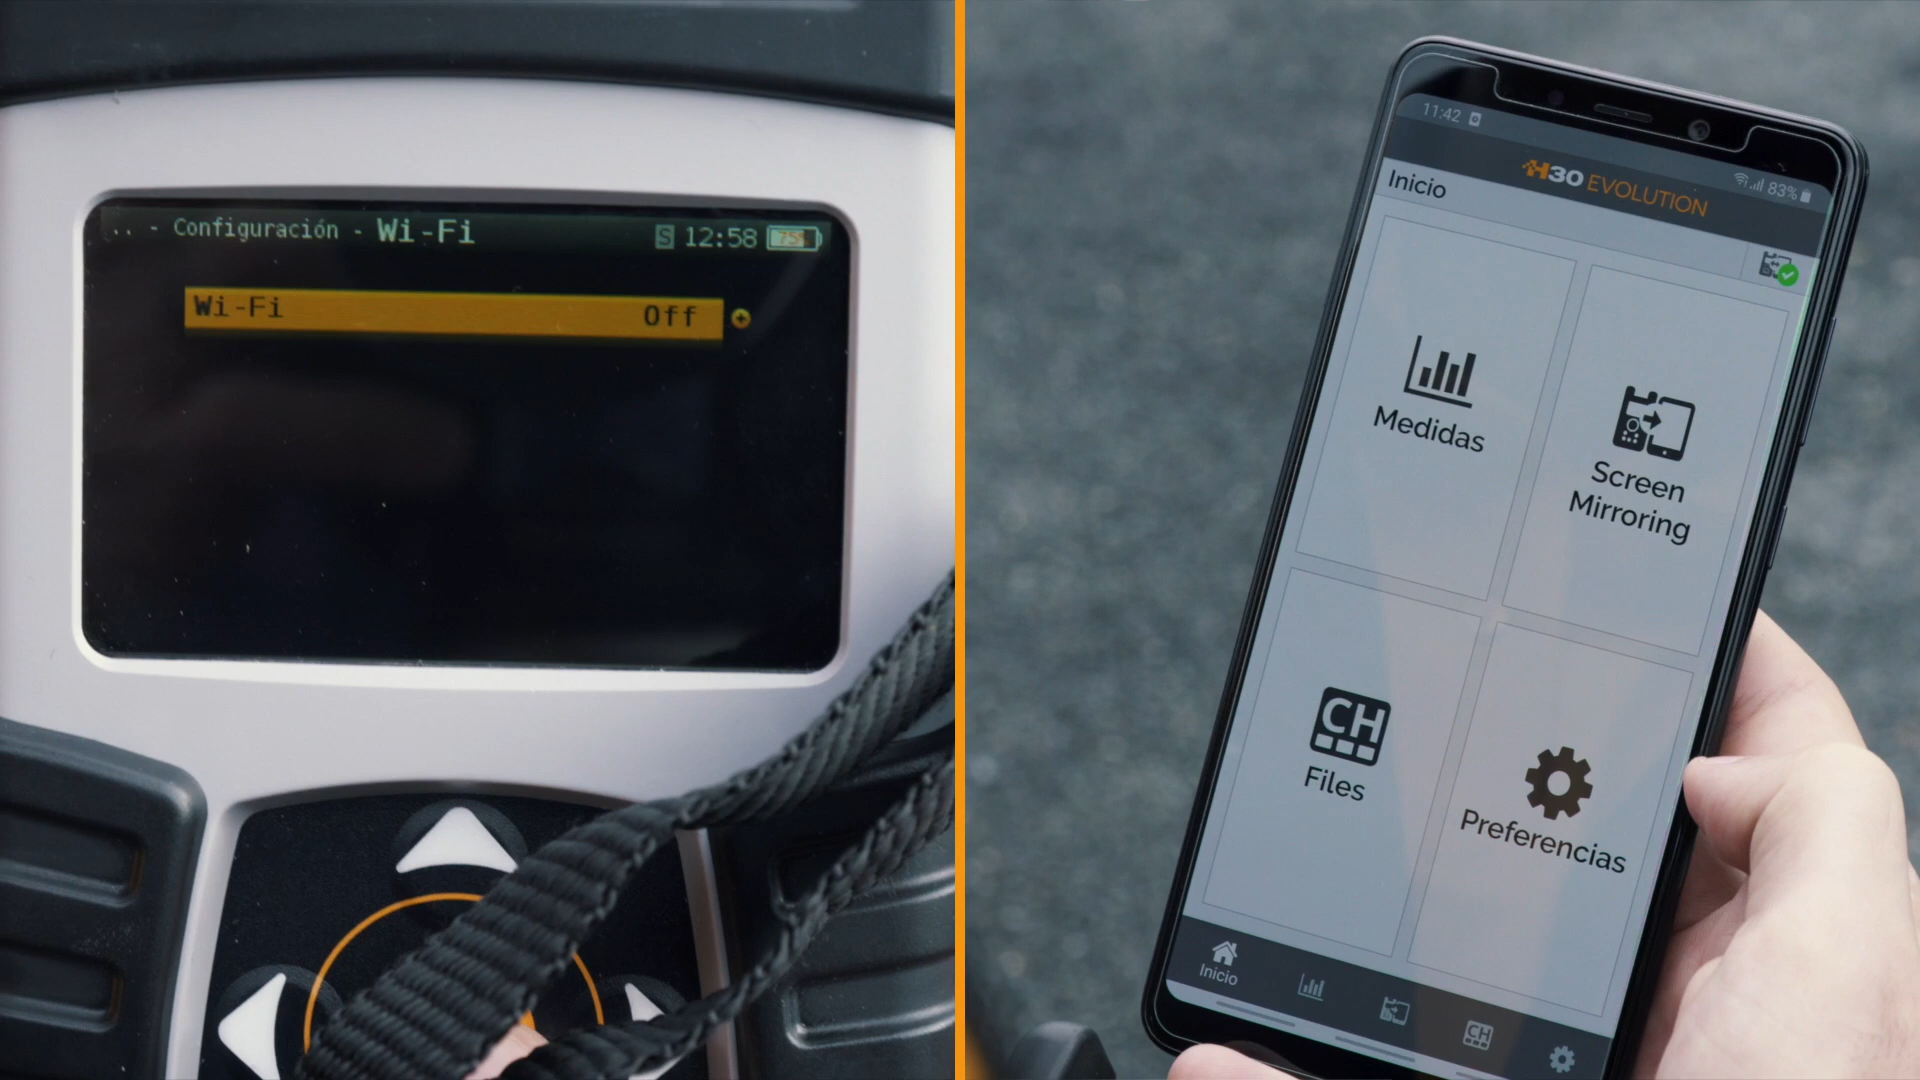 .. - Configuración - Wi-Fi S 12:58 75%
Wi-Fi Off
11:42 83%
H30 EVOLUTION
Inicio
Medidas
Screen
Mirroring
CH
Files
Preferencias
Inicio
CH